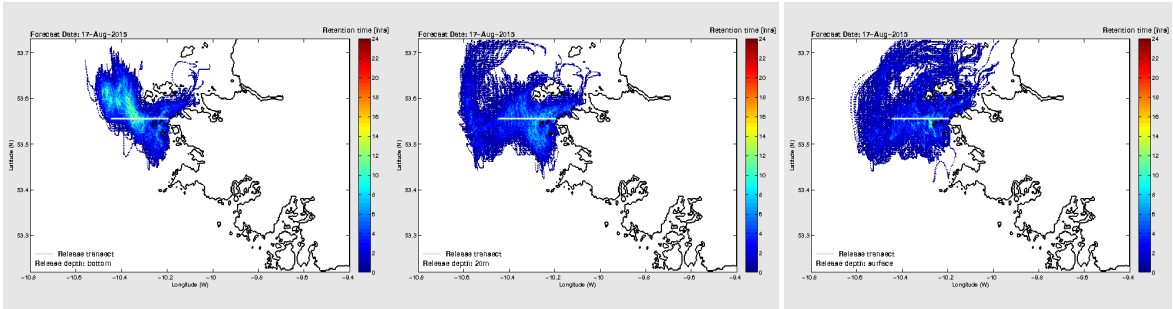 Forecast Date: 17-Aug-2015
Retention time [hrs]
53.7
53.6
53.5
53.4
53.3
Latitude (N)
Release transect
Release depth: bottom
−10.8 −10.6 −10.4 −10.2 −10 −9.8 −9.6 −9.4
Longitude (W)
24
22
20
18
16
14
12
10
8
6
4
2
0
Forecast Date: 17-Aug-2015
Retention time [hrs]
53.7
53.6
53.5
53.4
53.3
Latitude (N)
Release transect
Release depth: 20m
−10.8 −10.6 −10.4 −10.2 −10 −9.8 −9.6 −9.4
Longitude (W)
24
22
20
18
16
14
12
10
8
6
4
2
0
Forecast Date: 17-Aug-2015
Retention time [hrs]
53.7
53.6
53.5
53.4
53.3
Latitude (N)
Release transect
Release depth: surface
−10.8 −10.6 −10.4 −10.2 −10 −9.8 −9.6 −9.4
Longitude (W)
24
22
20
18
16
14
12
10
8
6
4
2
0